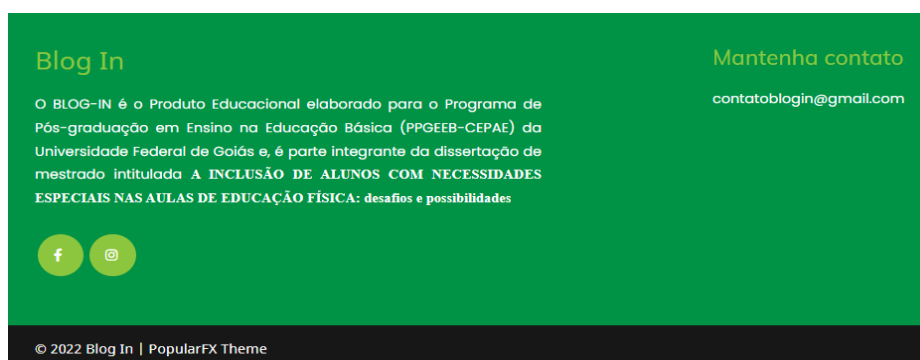 Blog In
O BLOG-IN é o Produto Educacional elaborado para o Programa de
Pós-graduação em Ensino na Educação Básica (PPGEEB-CEPAE) da
Universidade Federal de Goiás e, é parte integrante da dissertação de
mestrado intitulada A INCLUSÃO DE ALUNOS COM NECESSIDADES
ESPECIAIS NAS AULAS DE EDUCAÇÃO FÍSICA: desafios e possibilidades
Mantenha contato
contatoblogin@gmail.com
© 2022 Blog In | PopularFX Theme